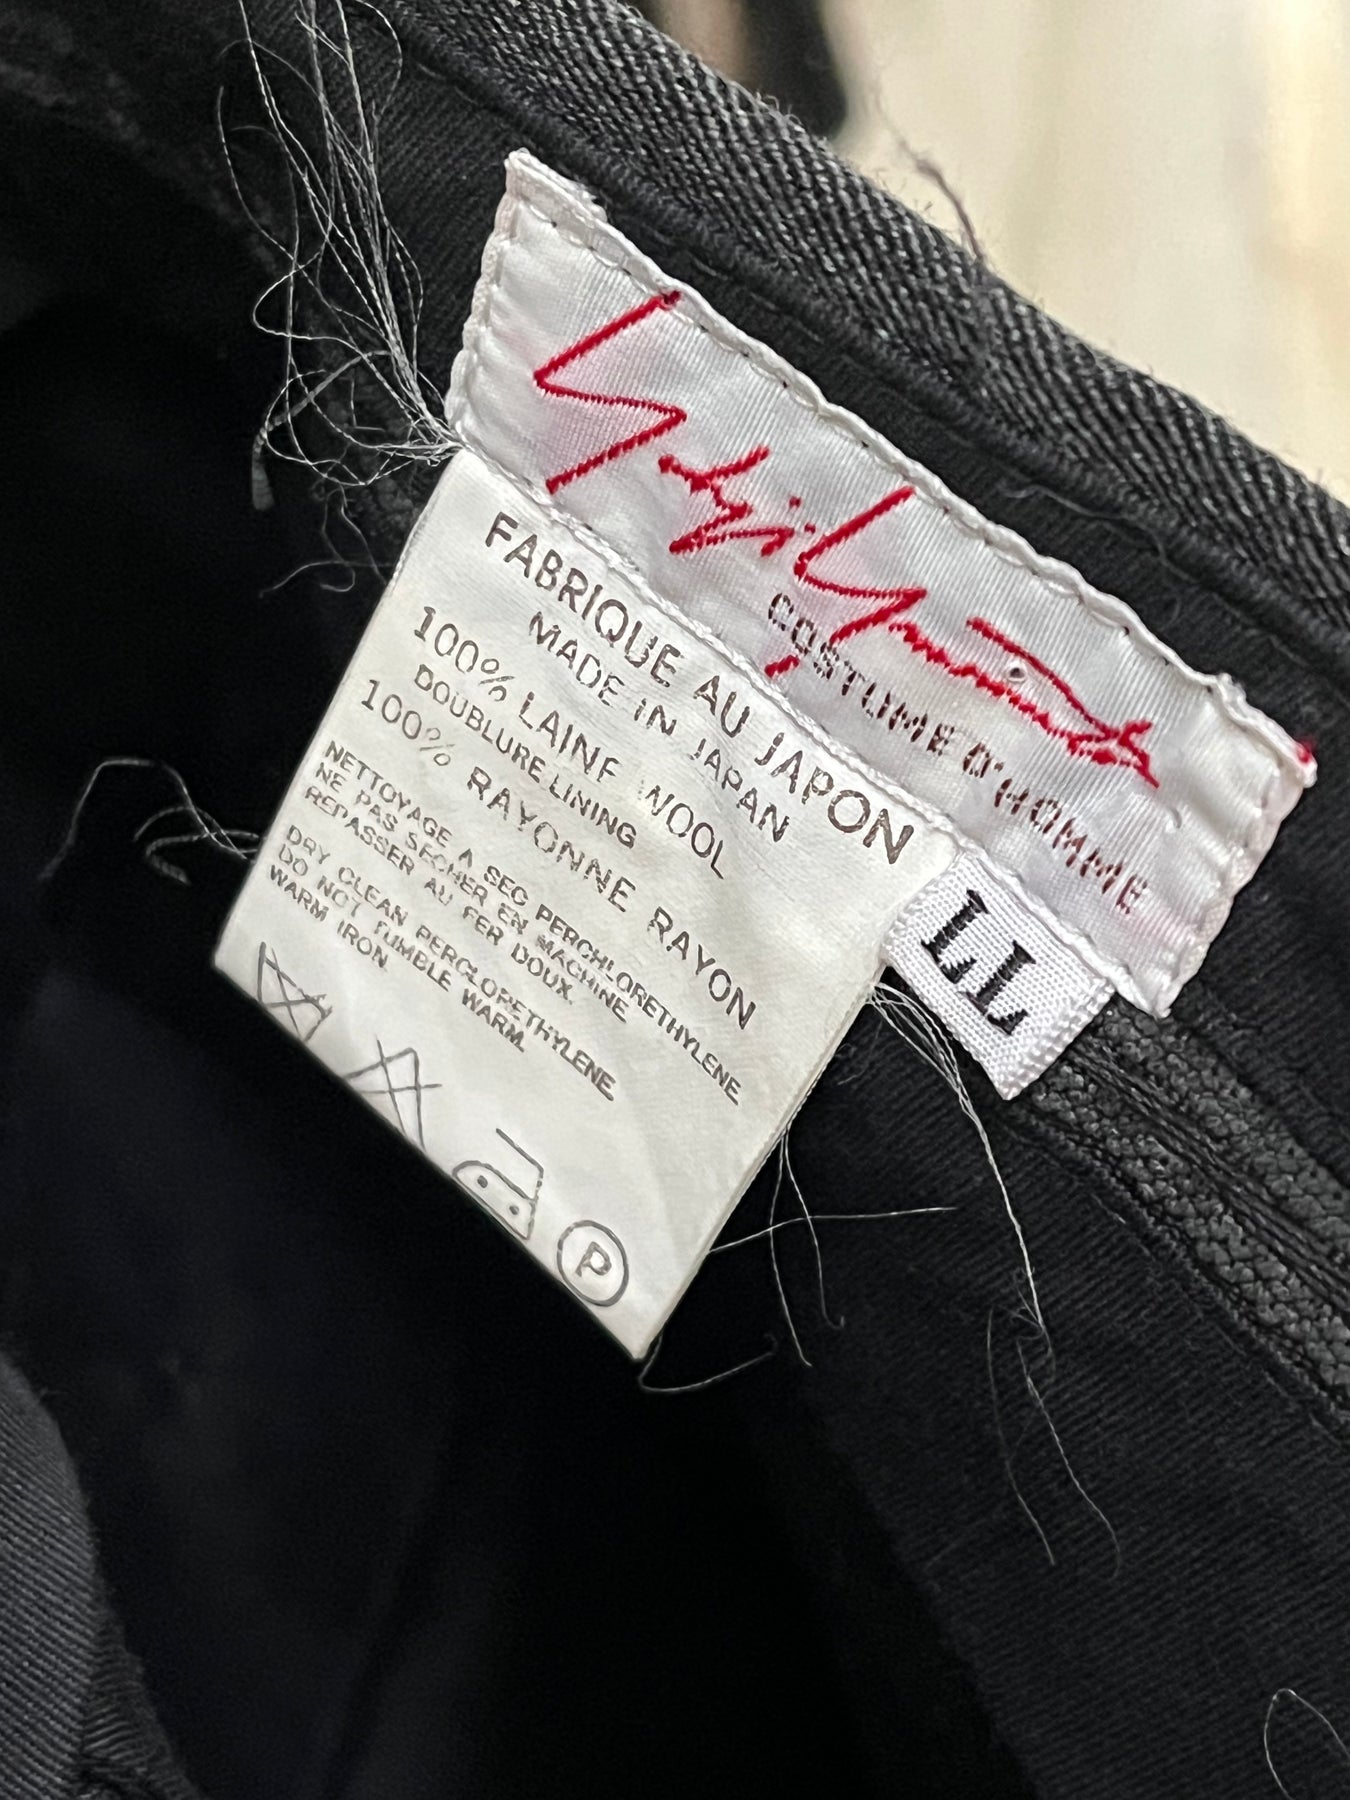 Yohji Yamamoto
COSTUME D'HOMME
LL
FABRIQUE AU JAPON
MADE IN JAPAN
100% LAINE WOOL
DOUBLURE LINING
100% RAYONNE RAYON
NETTOYAGE A SEC PERCHLORETHYLENE
NE PAS SECHER EN MACHINE.
REPASSER AU FER DOUX.
DRY CLEAN PERCLORETHYLENE
DO NOT TUMBLE WARM.
WARM IRON
P